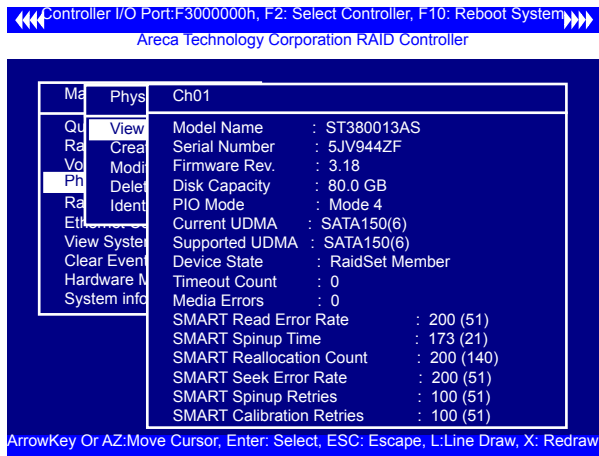 Controller I/O Port:F3000000h, F2: Select Controller, F10: Reboot System
Areca Technology Corporation RAID Controller
Ma
Qu
Ra
Vo
Ph
Ra
View Syste
Clear Event
Hardware M
System info
Phys
View
Crea
Modi
Delet
Ident
Ch01
Model Name : ST380013AS
Serial Number : 5JV944ZF
Firmware Rev. : 3.18
Disk Capacity : 80.0 GB
PIO Mode : Mode 4
Current UDMA : SATA150(6)
Supported UDMA : SATA150(6)
Device State : RaidSet Member
Timeout Count : 0
Media Errors : 0
SMART Read Error Rate : 200 (51)
SMART Spinup Time : 173 (21)
SMART Reallocation Count : 200 (140)
SMART Seek Error Rate : 200 (51)
SMART Spinup Retries : 100 (51)
SMART Calibration Retries : 100 (51)
ArrowKey Or AZ:Move Cursor, Enter: Select, ESC: Escape, L:Line Draw, X: Redraw